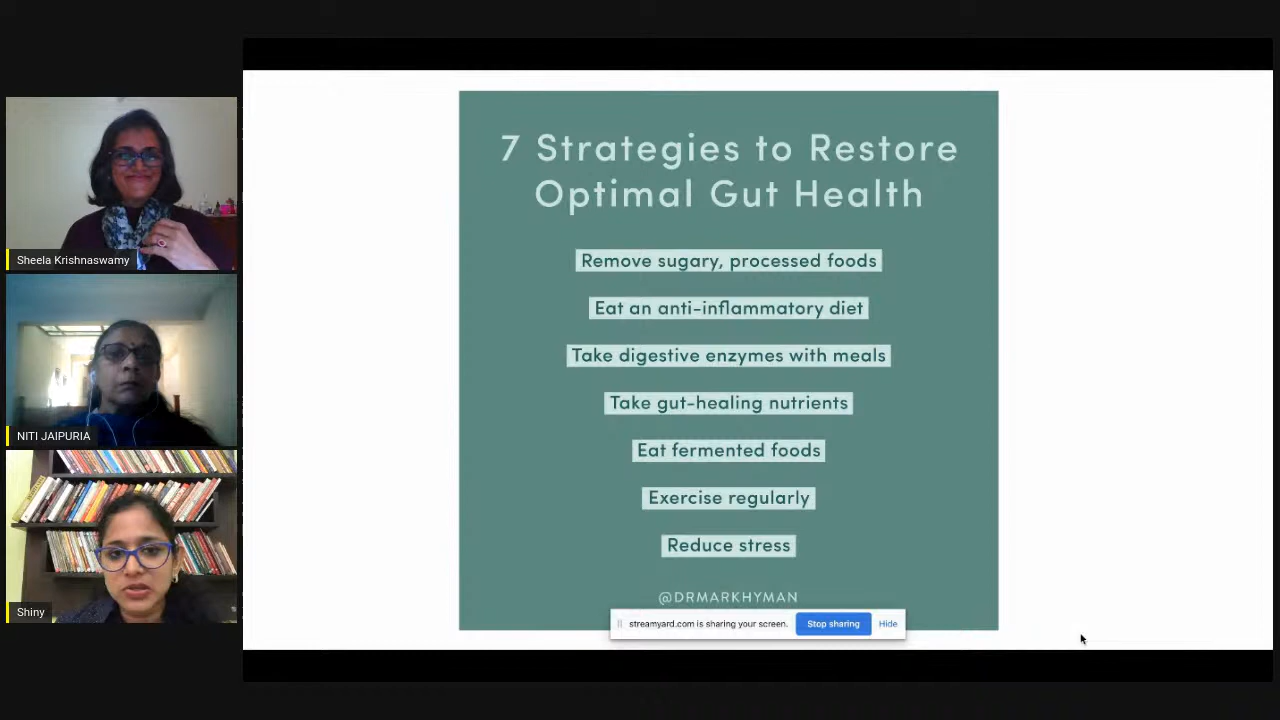 Sheela Krishnaswamy
NITI JAIPURIA
Shiny
7 Strategies to Restore
Optimal Gut Health
Remove sugary, processed foods
Eat an anti-inflammatory diet
Take digestive enzymes with meals
Take gut-healing nutrients
Eat fermented foods
Exercise regularly
Reduce stress
@DRMARKHYMAN
streamyard.com is sharing your screen. Stop sharing Hide